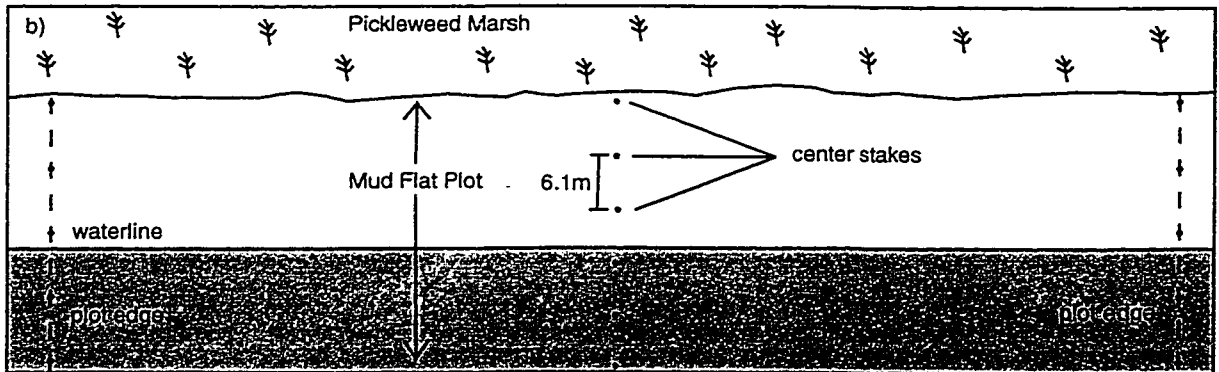 b)
Pickleweed Marsh
center stakes
Mud Flat Plot
6.1m
waterline
plot edge
plot edge